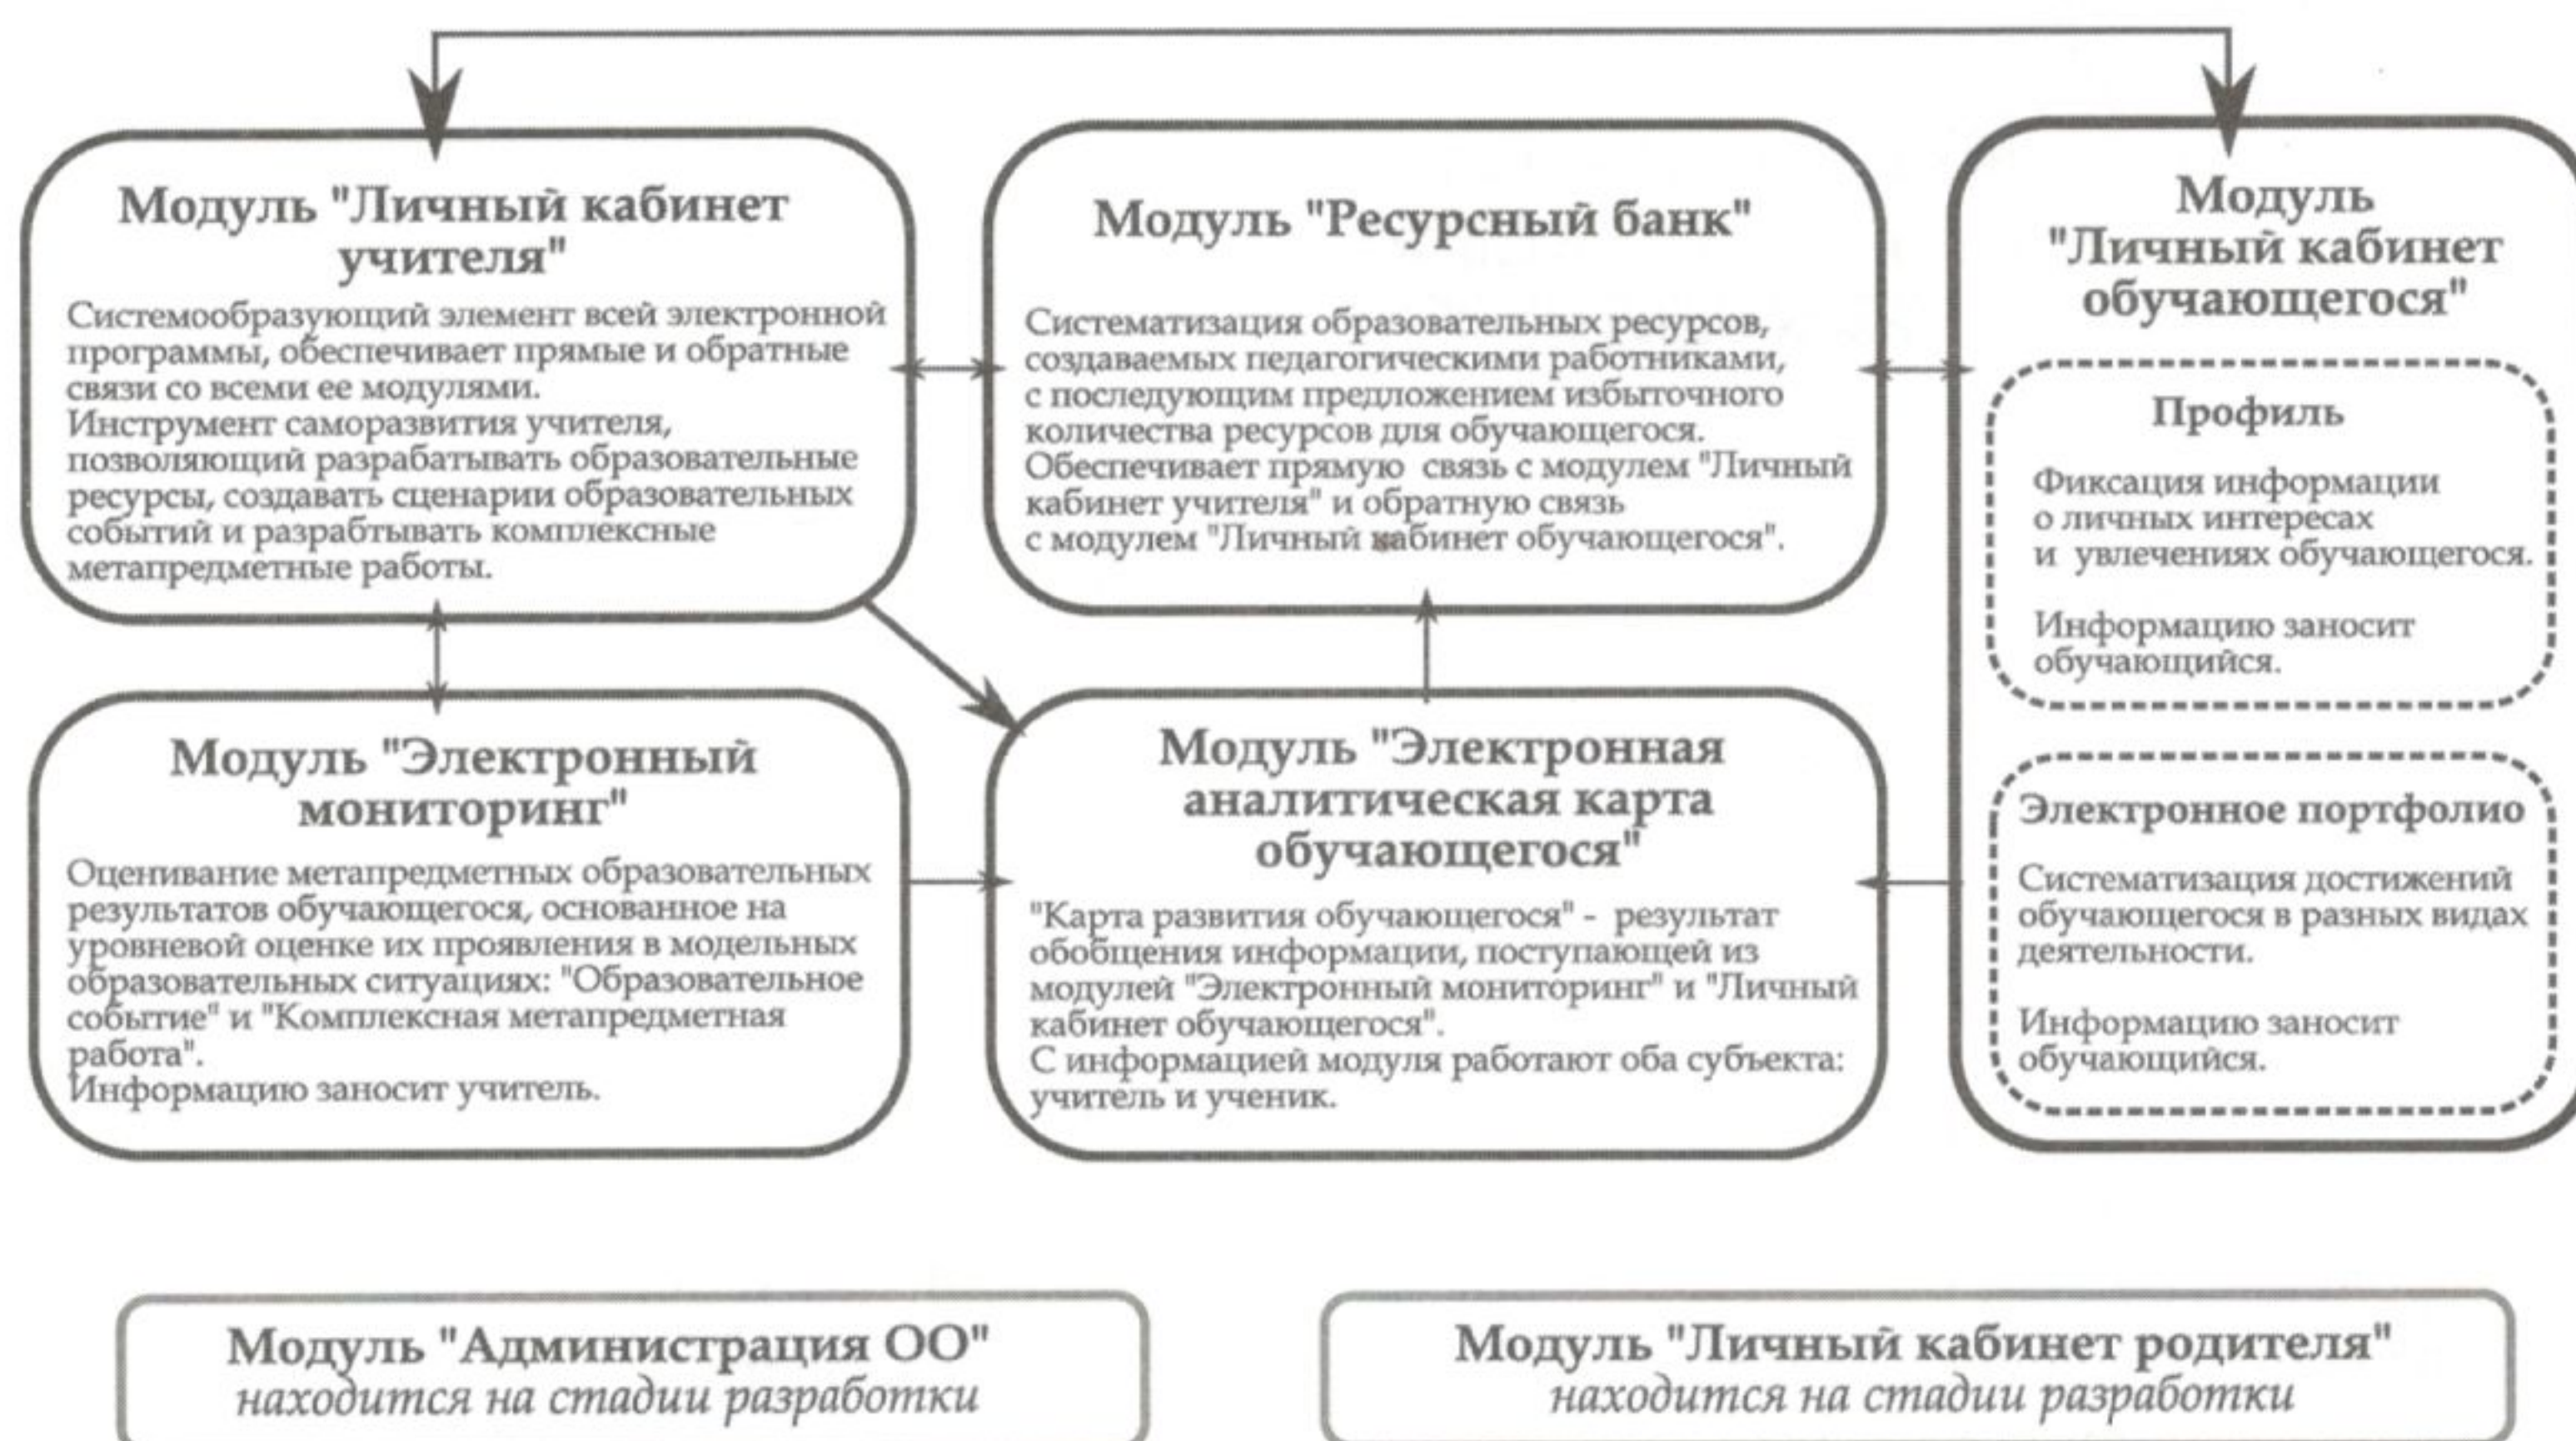 Модуль "Личный кабинет
учителя"
Системообразующий элемент всей электронной
программы, обеспечивает прямые и обратные
связи со всеми ее модулями.
Инструмент саморазвития учителя,
позволяющий разрабатывать образовательные
ресурсы, создавать сценарии образовательных
событий и разрабтывать комплексные
метапредметные работы.
Модуль "Ресурсный банк"
Систематизация образовательных ресурсов,
создаваемых педагогическими работниками,
с последующим предложением избыточного
количества ресурсов для обучающегося.
Обеспечивает прямую связь с модулем "Личный
кабинет учителя" и обратную связь
с модулем "Личный кабинет обучающегося".
Модуль
"Личный кабинет
обучающегося"
Профиль
Фиксация информации
о личных интересах
и увлечениях обучающегося.
Информацию заносит
обучающийся.
Электронное портфолио
Систематизация достижений
обучающегося в разных видах
деятельности.
Информацию заносит
обучающийся.
Модуль "Электронный
мониторинг"
Оценивание метапредметных образовательных
результатов обучающегося, основанное на
уровневой оценке их проявления в модельных
образовательных ситуациях: "Образовательное
событие" и "Комплексная метапредметная
работа".
Информацию заносит учитель.
Модуль "Электронная
аналитическая карта
обучающегося"
"Карта развития обучающегося" - результат
обобщения информации, поступающей из
модулей "Электронный мониторинг" и "Личный
кабинет обучающегося".
С информацией модуля работают оба субъекта:
учитель и ученик.
Модуль "Администрация ОО"
находится на стадии разработки
Модуль "Личный кабинет родителя"
находится на стадии разработки